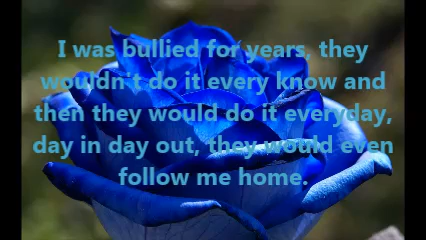 I was bullied for years, they
wouldn't do it every know and
then they would do it everyday,
day in day out, they would even
follow me home.